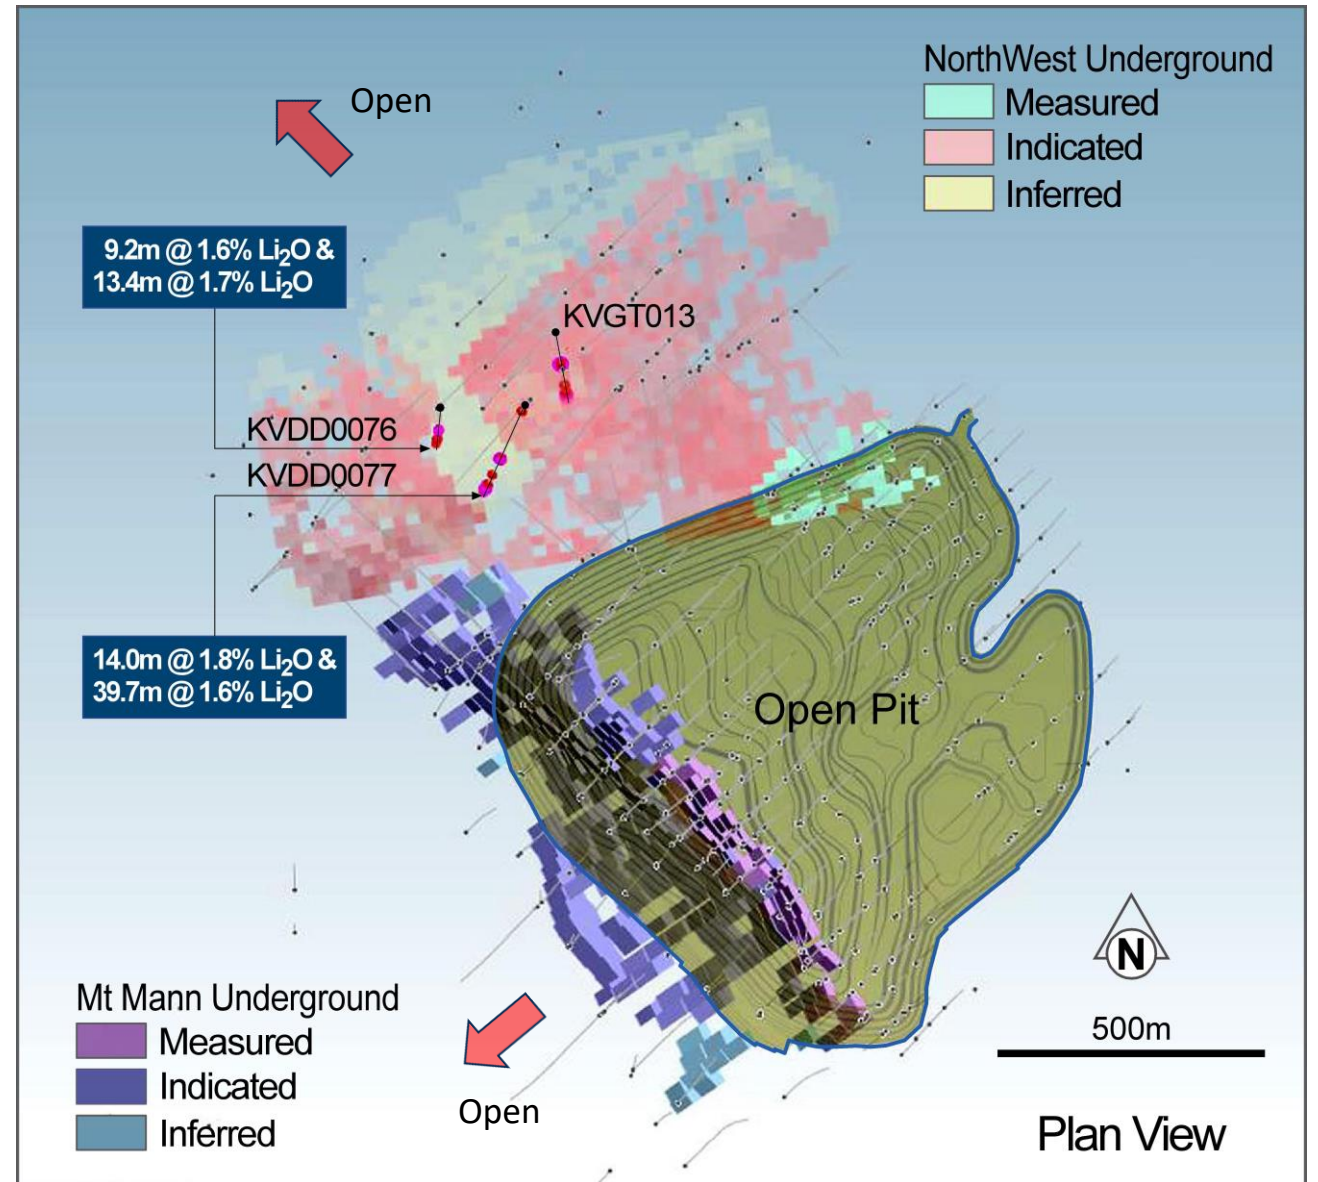 NorthWest Underground
Measured
Indicated
Inferred
Open
9.2m @ 1.6% Li₂O &
13.4m @ 1.7% Li₂O
KVGT013
KVDD0076
KVDD0077
14.0m @ 1.8% Li₂O &
39.7m @ 1.6% Li₂O
Open Pit
Mt Mann Underground
Measured
Indicated
Inferred
Open
N
500m
Plan View